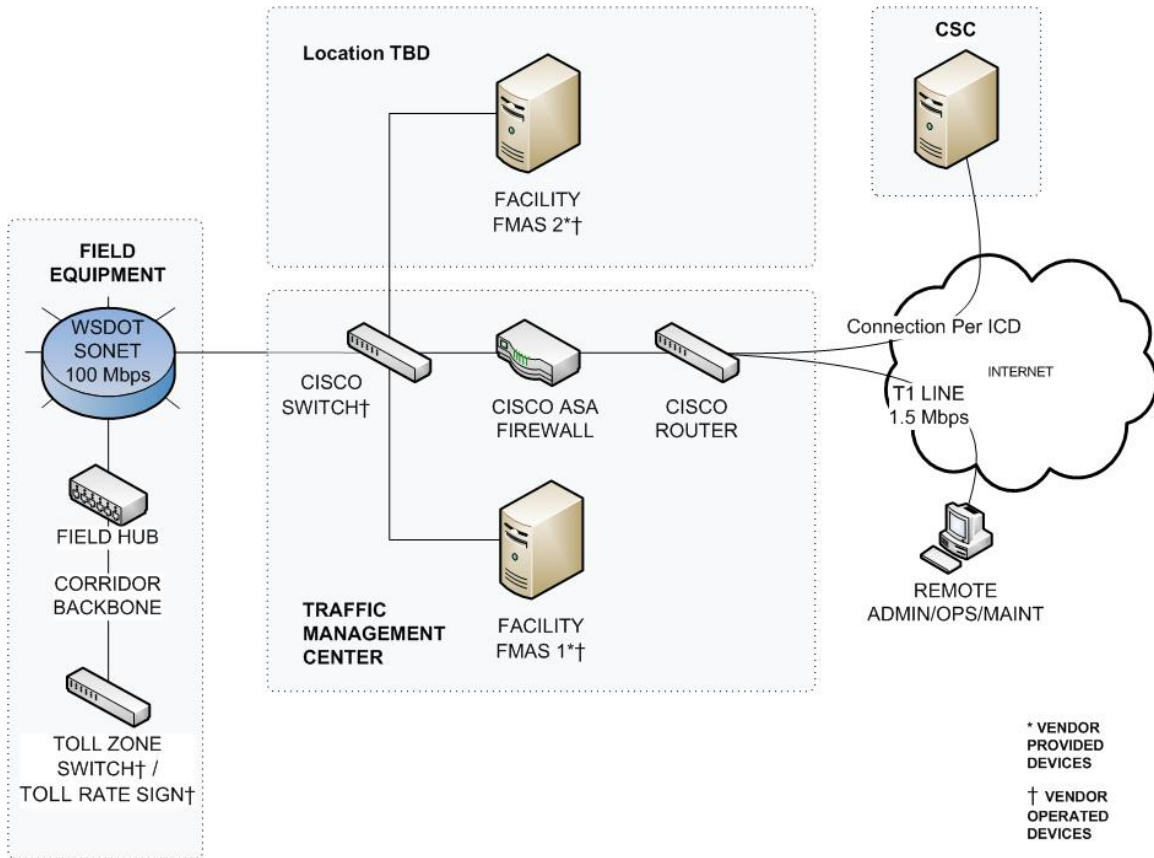 Location TBD
FACILITY
FMAS 2*†
CSC
FIELD
EQUIPMENT
WSDOT
SONET
100 Mbps
FIELD HUB
CORRIDOR
BACKBONE
TOLL ZONE
SWITCH† /
TOLL RATE SIGN†
CISCO
SWITCH†
CISCO ASA
FIREWALL
CISCO
ROUTER
FACILITY
FMAS 1*†
TRAFFIC
MANAGEMENT
CENTER
Connection Per ICD
INTERNET
T1 LINE
1.5 Mbps
REMOTE
ADMIN/OPS/MAINT
* VENDOR
PROVIDED
DEVICES
† VENDOR
OPERATED
DEVICES